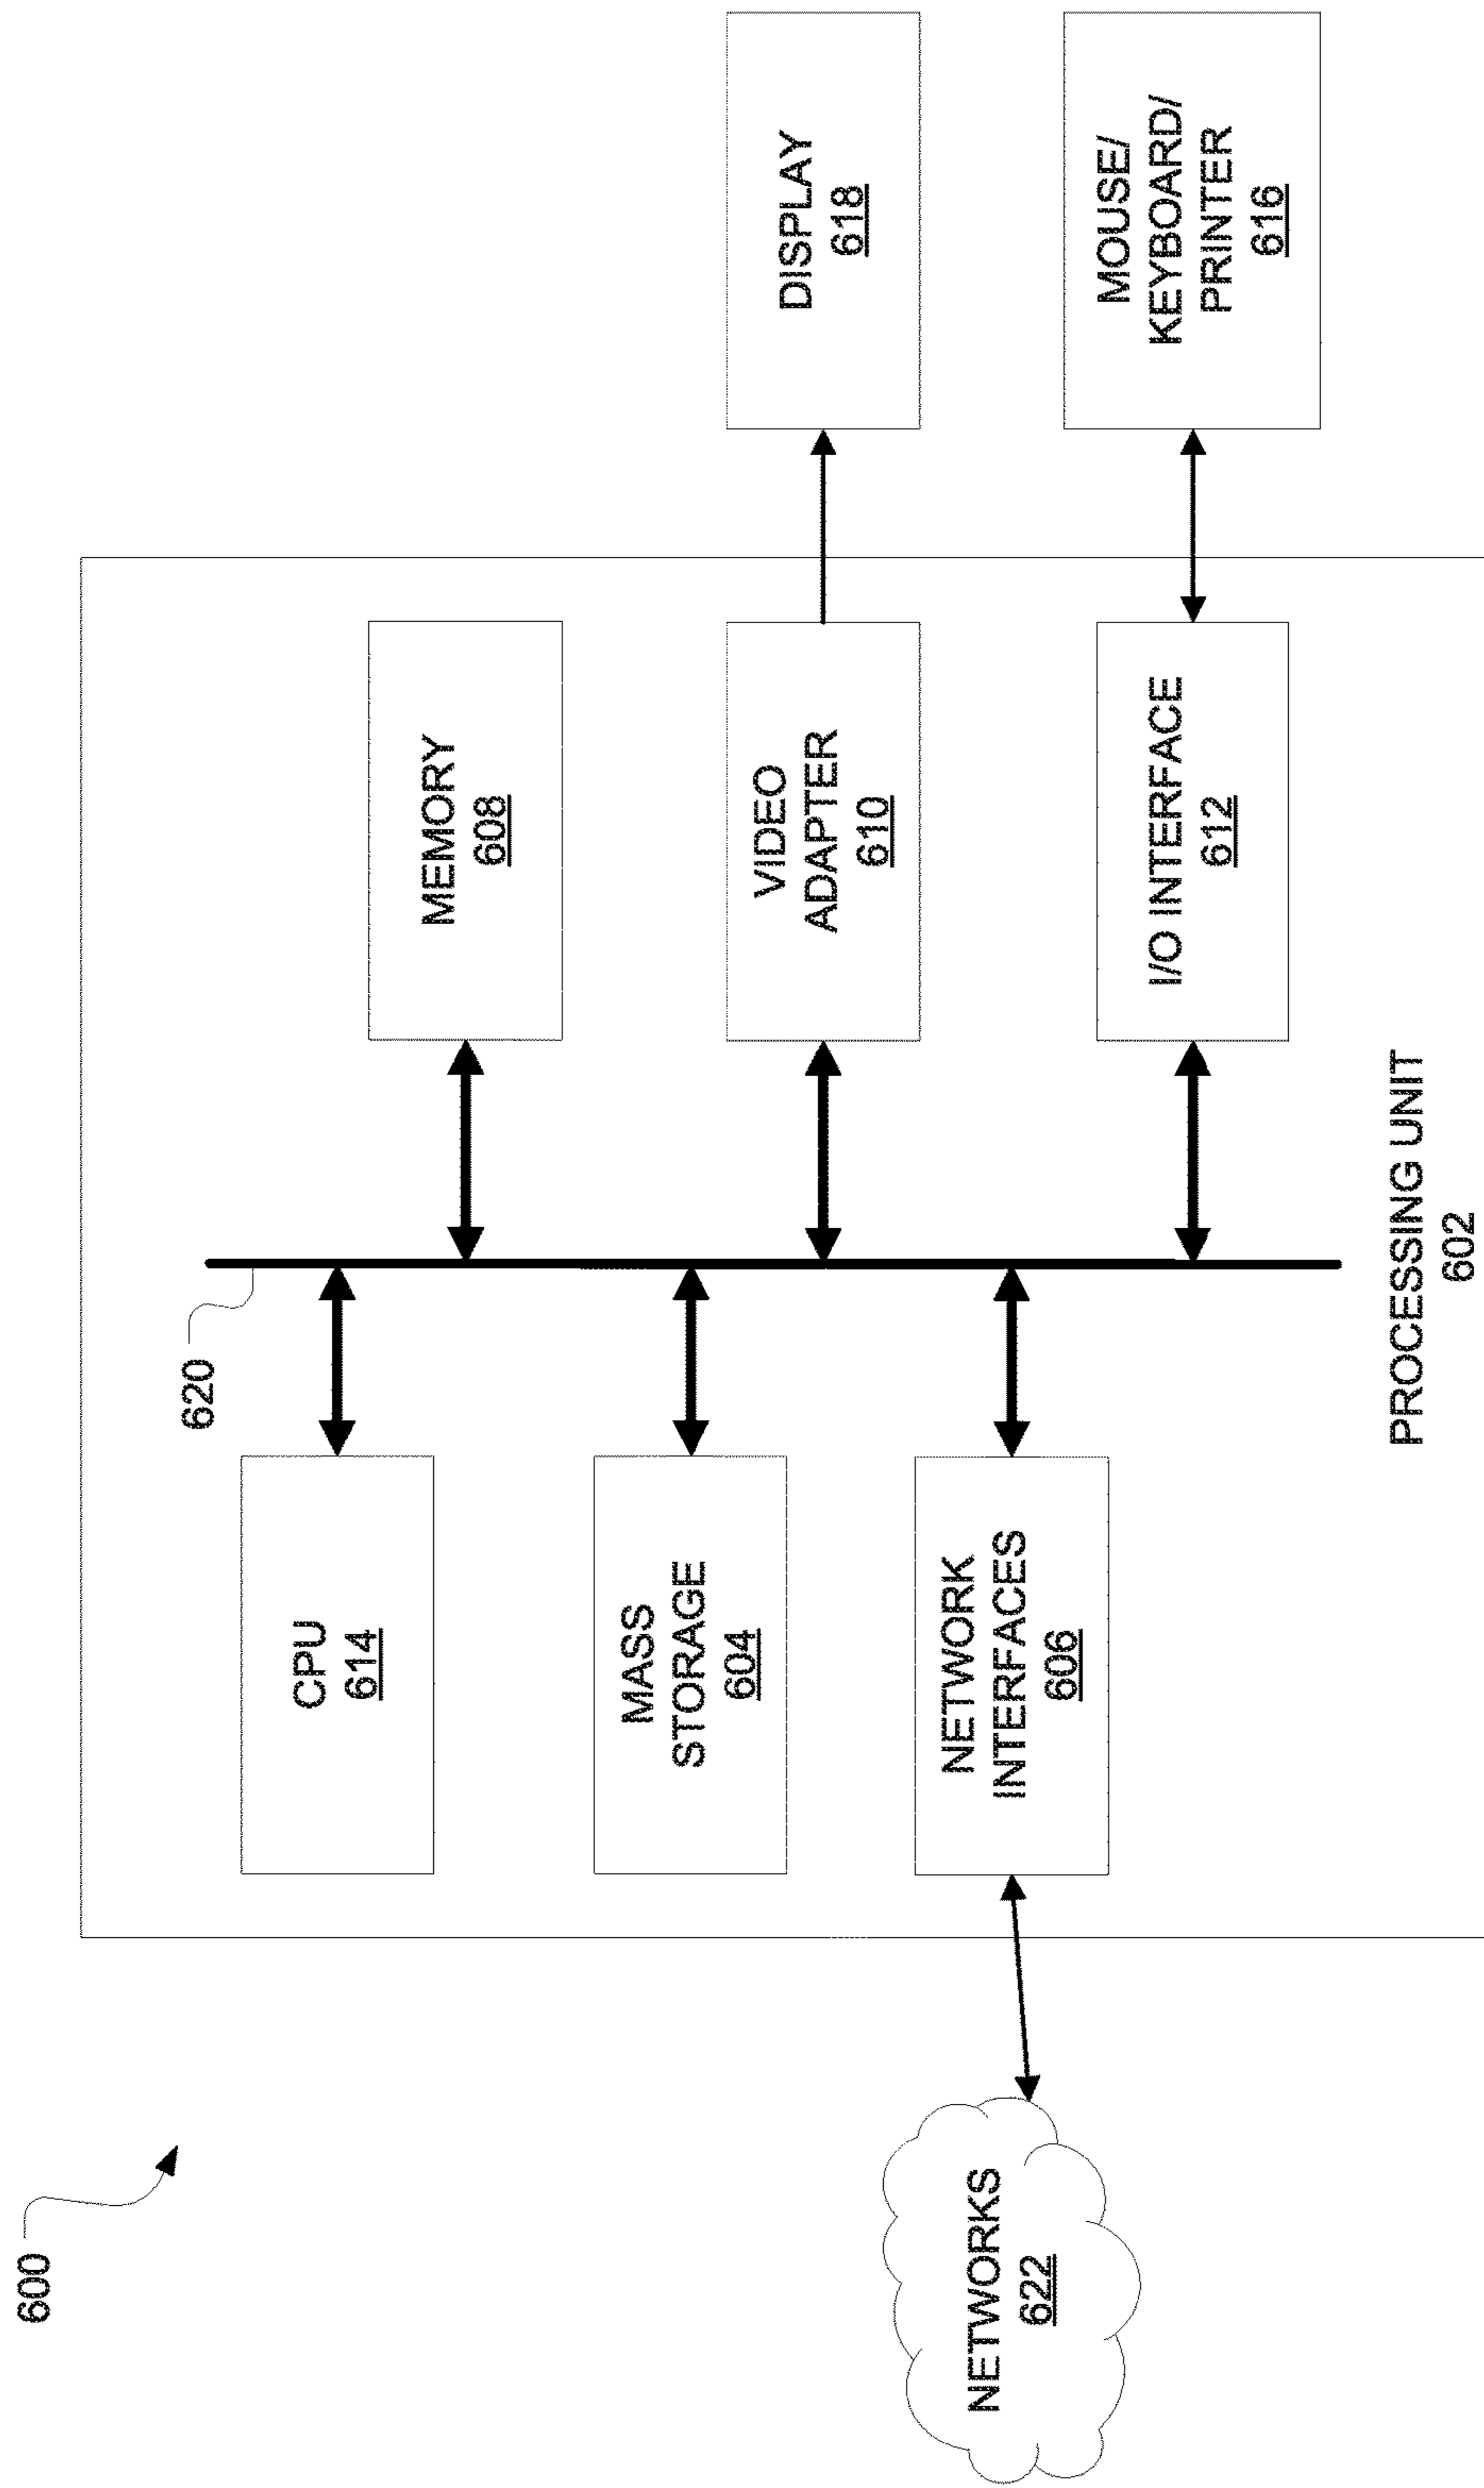 600
620
CPU
614
MEMORY
608
MASS
STORAGE
604
VIDEO
ADAPTER
610
DISPLAY
618
NETWORKS
622
NETWORK
INTERFACES
606
I/O INTERFACE
612
MOUSE/
KEYBOARD/
PRINTER
616
PROCESSING UNIT
602